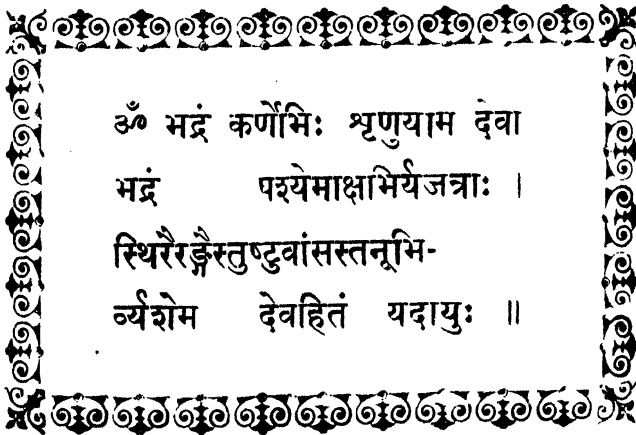 ॐ भद्रं कर्णेभिः शृणुयाम देवा
भद्रं पश्येमाक्षभिर्यजत्राः ।
स्थिरैरङ्गैस्तुष्टुवांसस्तनूभि-
र्व्यशेम देवहितं यदायुः ॥